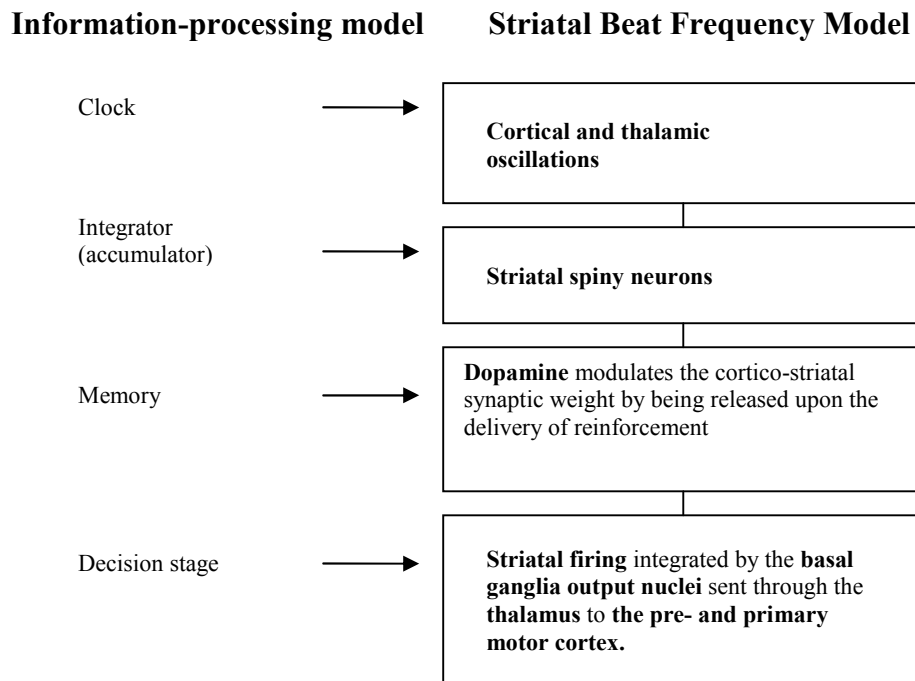 Information-processing model Striatal Beat Frequency Model
Clock
Cortical and thalamic
oscillations
Integrator
(accumulator)
Striatal spiny neurons
Memory
Dopamine modulates the cortico-striatal
synaptic weight by being released upon the
delivery of reinforcement
Decision stage
Striatal firing integrated by the basal
ganglia output nuclei sent through the
thalamus to the pre- and primary
motor cortex.